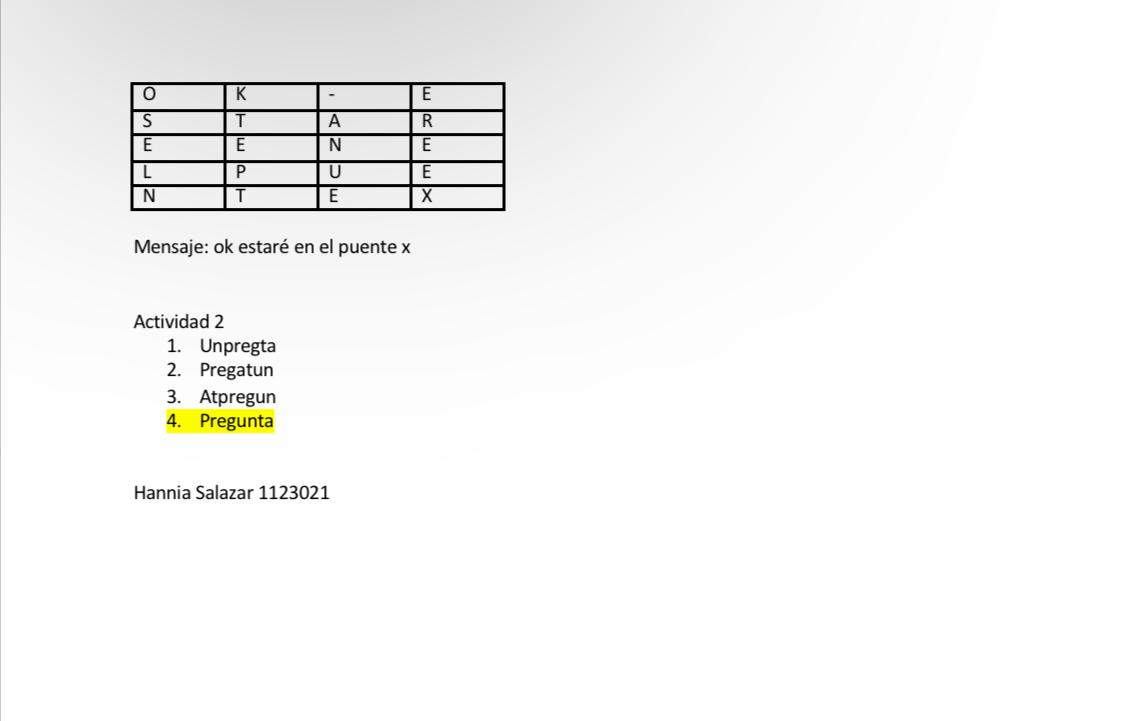 O K - E
S T A R
E E N E
L P U E
N T E X
Mensaje: ok estaré en el puente x
Actividad 2
1. Unpregta
2. Pregatun
3. Atpregun
4. Pregunta
Hannia Salazar 1123021